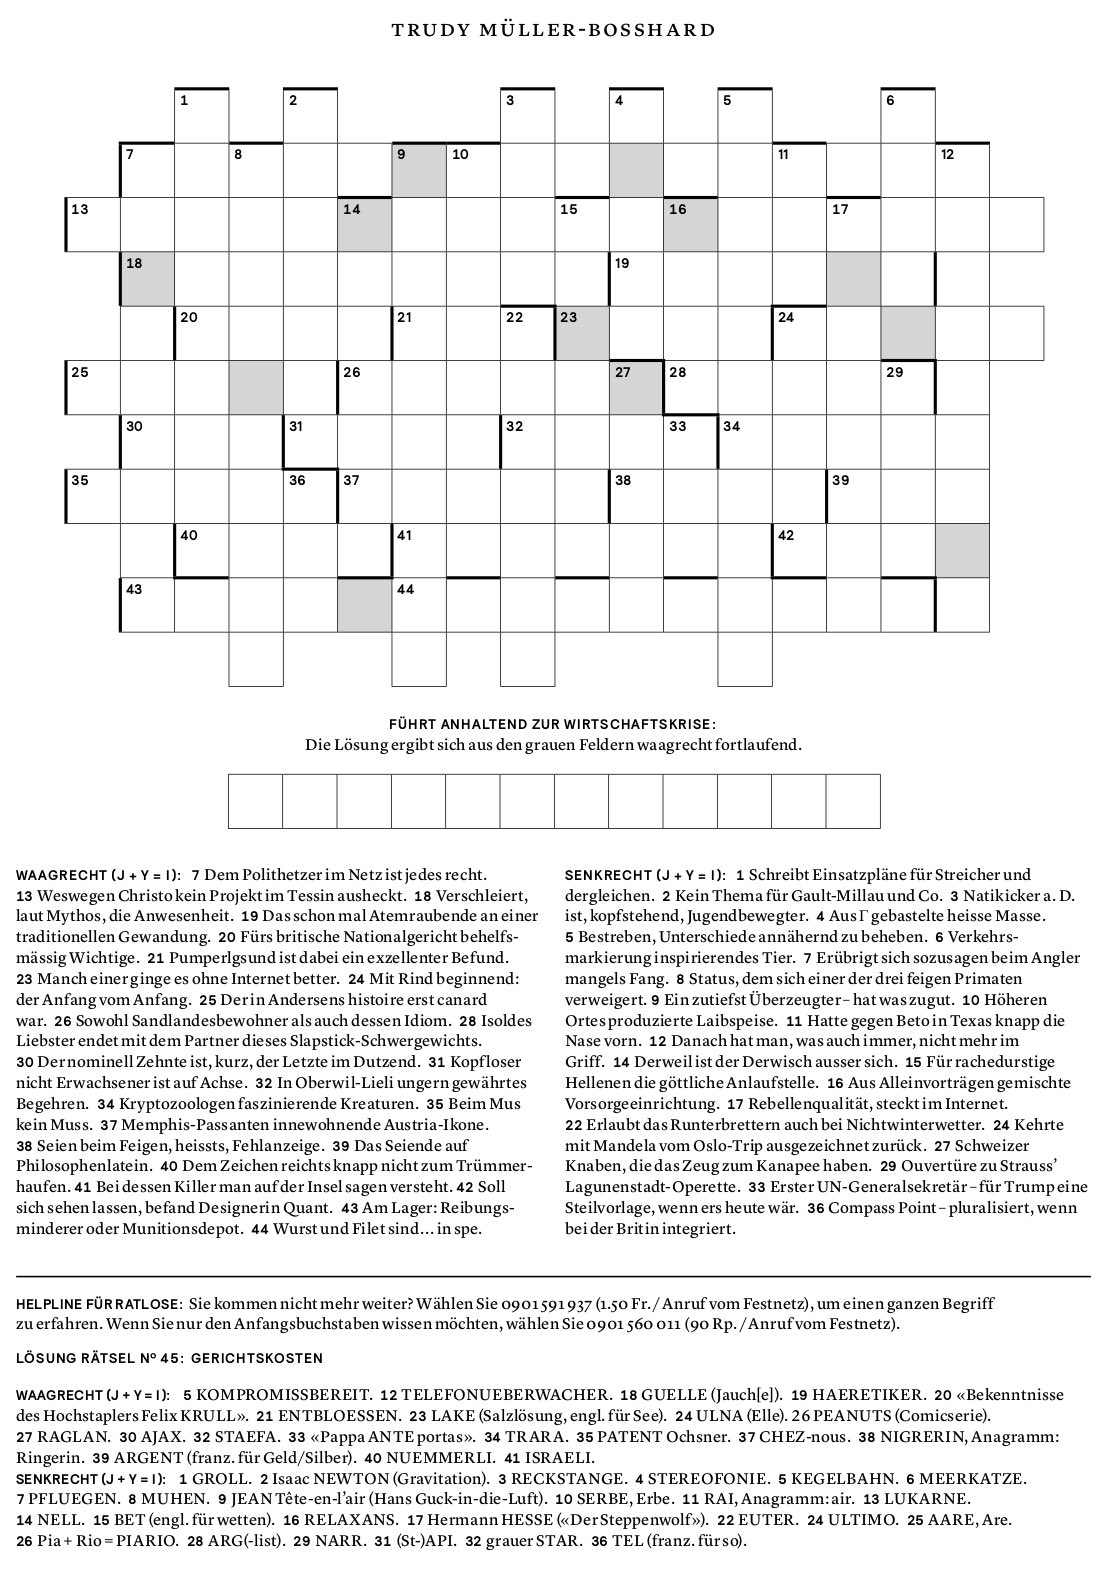 TRUDY MÜLLER-BOSSHARD
1 2 3 4 5 6
7 8 9 10 11 12
13 14 15 16 17
18 19
20 21 22 23 24
25 26 27 28 29
30 31 32 33 34
35 36 37 38 39
40 41 42
43 44
FÜHRT ANHALTEND ZUR WIRTSCHAFTSKRISE:
Die Lösung ergibt sich aus den grauen Feldern waagrecht fortlaufend.
WAAGRECHT (J + Y = I): 7 Dem Polithetzer im Netz ist jedes recht.
13 Weswegen Christo kein Projekt im Tessin ausheckt. 18 Verschleiert,
laut Mythos, die Anwesenheit. 19 Das schon mal Atemraubende an einer
traditionellen Gewandung. 20 Fürs britische Nationalgericht behelfs-
mässig Wichtige. 21 Pumperlgsund ist dabei ein exzellenter Befund.
23 Manch einer ginge es ohne Internet better. 24 Mit Rind beginnend:
der Anfang vom Anfang. 25 Der in Andersens histoire erst canard
war. 26 Sowohl Sandlandesbewohner als auch dessen Idiom. 28 Isoldes
Liebster endet mit dem Partner dieses Slapstick-Schwergewichts.
30 Der nominell Zehnte ist, kurz, der Letzte im Dutzend. 31 Kopfloser
nicht Erwachsener ist auf Achse. 32 In Oberwil-Lieli ungern gewährtes
Begehren. 34 Kryptozoologen faszinierende Kreaturen. 35 Beim Mus
kein Muss. 37 Memphis-Passanten innewohnende Austria-Ikone.
38 Seien beim Feigen, heissts, Fehlanzeige. 39 Das Seiende auf
Philosophenlatein. 40 Dem Zeichen reichts knapp nicht zum Trümmer-
haufen. 41 Bei dessen Killer man auf der Insel sagen versteht. 42 Soll
sich sehen lassen, befand Designerin Quant. 43 Am Lager: Reibungs-
minderer oder Munitionsdepot. 44 Wurst und Filet sind… in spe.
SENKRECHT (J + Y = I): 1 Schreibt Einsatzpläne für Streicher und
dergleichen. 2 Kein Thema für Gault-Millau und Co. 3 Natikicker a. D.
ist, kopfstehend, Jugendbewegter. 4 Aus Γ gebastelte heisse Masse.
5 Bestreben, Unterschiede annähernd zu beheben. 6 Verkehrs-
markierung inspirierendes Tier. 7 Erübrigt sich sozusagen beim Angler
mangels Fang. 8 Status, dem sich einer der drei feigen Primaten
verweigert. 9 Ein zutiefst Überzeugter – hat was zugut. 10 Höheren
Ortes produzierte Laibspeise. 11 Hatte gegen Beto in Texas knapp die
Nase vorn. 12 Danach hat man, was auch immer, nicht mehr im
Griff. 14 Derweil ist der Derwisch ausser sich. 15 Für rachedurstige
Hellenen die göttliche Anlaufstelle. 16 Aus Alleinvorträgen gemischte
Vorsorgeeinrichtung. 17 Rebellenqualität, steckt im Internet.
22 Erlaubt das Runterbrettern auch bei Nichtwinterwetter. 24 Kehrte
mit Mandela vom Oslo-Trip ausgezeichnet zurück. 27 Schweizer
Knaben, die das Zeug zum Kanapee haben. 29 Ouvertüre zu Strauss’
Lagunenstadt-Operette. 33 Erster UN-Generalsekretär – für Trump eine
Steilvorlage, wenn ers heute wär. 36 Compass Point – pluralisiert, wenn
bei der Britin integriert.
HELPLINE FÜR RATLOSE: Sie kommen nicht mehr weiter? Wählen Sie 0901 591 937 (1.50 Fr./Anruf vom Festnetz), um einen ganzen Begriff
zu erfahren. Wenn Sie nur den Anfangsbuchstaben wissen möchten, wählen Sie 0901 560 011 (90 Rp./Anruf vom Festnetz).
LÖSUNG RÄTSEL Nº 45: GERICHTSKOSTEN
WAAGRECHT (J + Y = I): 5 KOMPROMISSBEREIT. 12 TELEFONUEBERWACHER. 18 GUELLE (Jauch[e]). 19 HAERETIKER. 20 «Bekenntnisse
des Hochstaplers Felix KRULL». 21 ENTBLOESSEN. 23 LAKE (Salzlösung, engl. für See). 24 ULNA (Elle). 26 PEANUTS (Comicserie).
27 RAGLAN. 30 AJAX. 32 STAEFA. 33 «Pappa ANTE portas». 34 TRARA. 35 PATENT Ochsner. 37 CHEZ-nous. 38 NIGRERIN, Anagramm:
Ringerin. 39 ARGENT (franz. für Geld/Silber). 40 NUEMMERLI. 41 ISRAELI.
SENKRECHT (J + Y = I): 1 GROLL. 2 Isaac NEWTON (Gravitation). 3 RECKSTANGE. 4 STEREOFONIE. 5 KEGELBAHN. 6 MEERKATZE.
7 PFLUEGEN. 8 MUHEN. 9 JEAN Tête-en-l’air (Hans Guck-in-die-Luft). 10 SERBE, Erbe. 11 RAI, Anagramm: air. 13 LUKARNE.
14 NELL. 15 BET (engl. für wetten). 16 RELAXANS. 17 Hermann HESSE («Der Steppenwolf»). 22 EUTER. 24 ULTIMO. 25 AARE, Are.
26 Pia + Rio = PIARIO. 28 ARG(-list). 29 NARR. 31 (St-)API. 32 grauer STAR. 36 TEL (franz. für so).